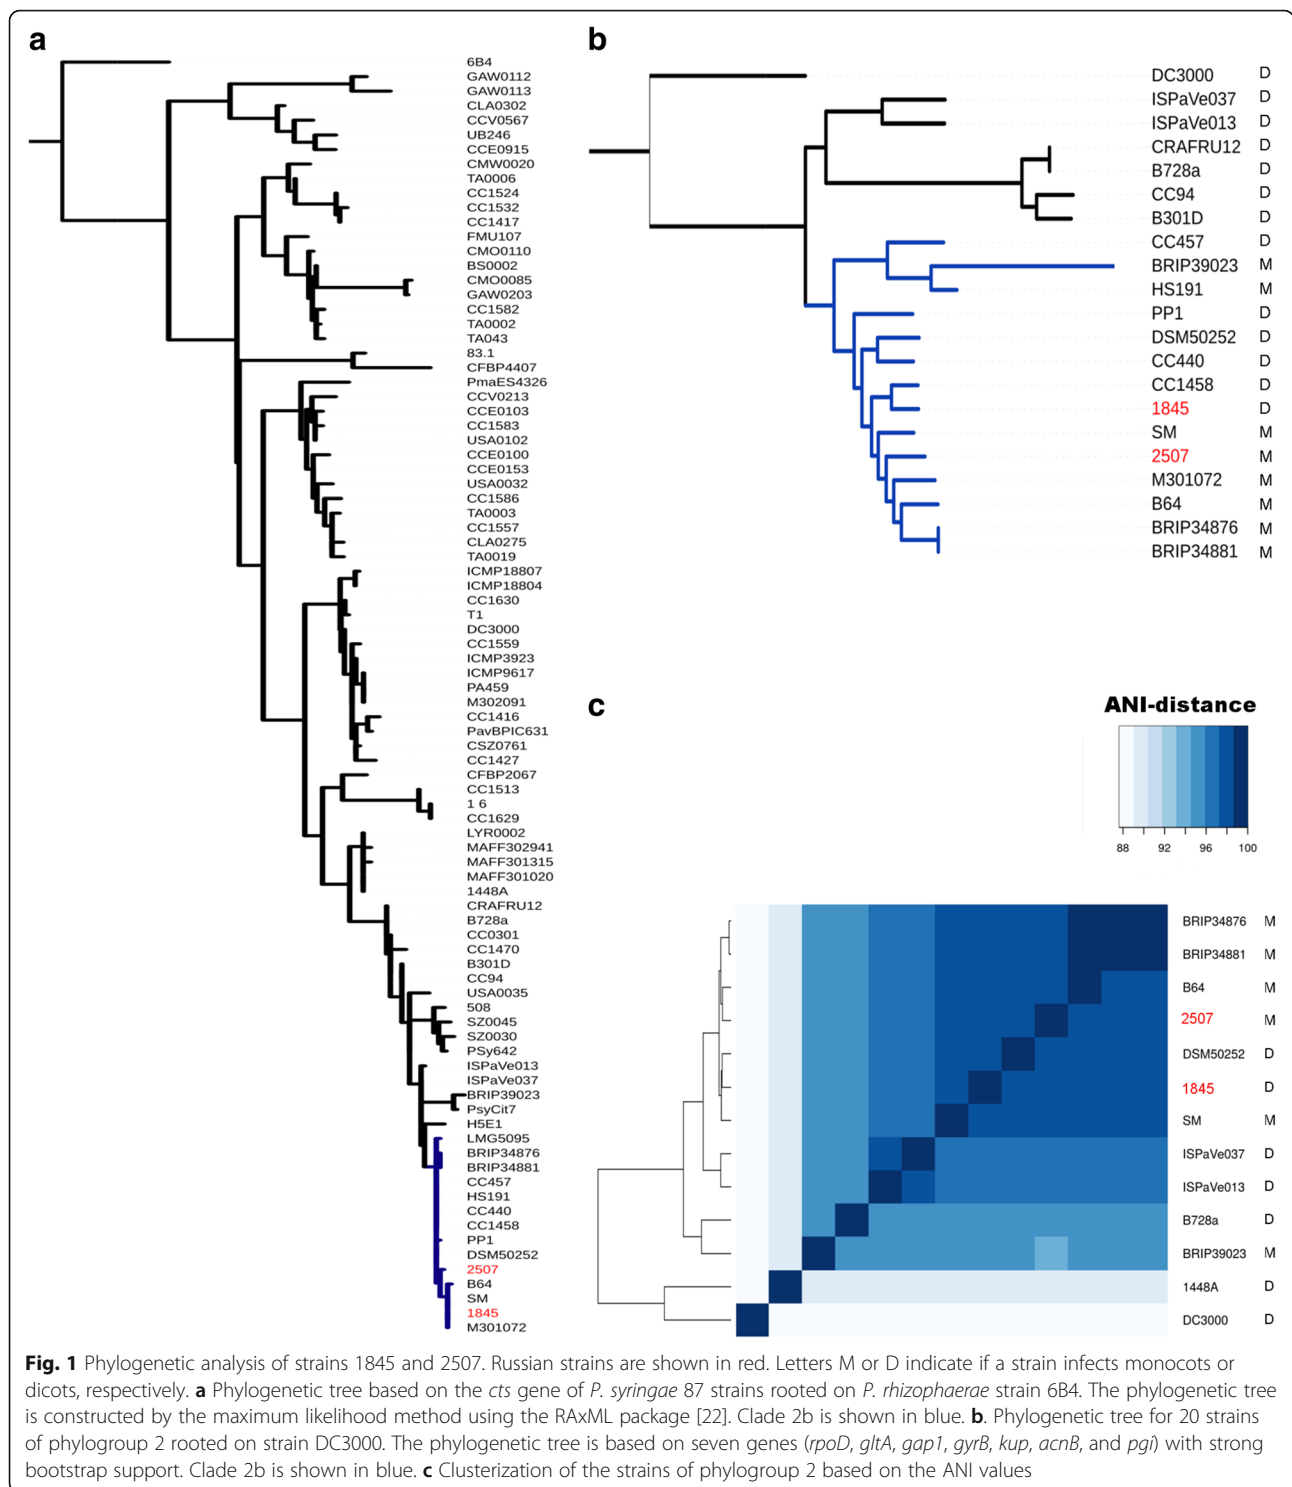 a
6B4
GAW0112
GAW0113
CLA0302
CCV0567
UB246
CCE0915
CMW0020
TA0006
CC1524
CC1532
CC1417
FMU107
CMO0110
BS0002
CMO0085
GAW0203
CC1582
TA0002
TA043
83.1
CFBP4407
PmaES4326
CCV0213
CCE0103
CC1583
USA0102
CCE0100
CCE0153
USA0032
CC1586
TA0003
CC1557
CLA0275
TA0019
ICMP18807
ICMP18804
CC1630
T1
DC3000
CC1559
ICMP3923
ICMP9617
PA459
M302091
CC1416
PavBPIC631
CSZ0761
CC1427
CFBP2067
CC1513
1 6
CC1629
LYR0002
MAFF302941
MAFF301315
MAFF301020
1448A
CRAFRU12
B728a
CC0301
CC1470
B301D
CC94
USA0035
508
SZ0045
SZ0030
PSy642
ISPaVe013
ISPaVe037
BRIP39023
PsyCit7
H5E1
LMG5095
BRIP34876
BRIP34881
CC457
HS191
CC440
CC1458
PP1
DSM50252
2507
B64
SM
1845
M301072
b
DC3000 D
ISPaVe037 D
ISPaVe013 D
CRAFRU12 D
B728a D
CC94 D
B301D D
CC457 D
BRIP39023 M
HS191 M
PP1 D
DSM50252 D
CC440 D
CC1458 D
1845 D
SM M
2507 M
M301072 M
B64 M
BRIP34876 M
BRIP34881 M
c
ANI-distance
88 92 96 100
BRIP34876 M
BRIP34881 M
B64 M
2507 M
DSM50252 D
1845 D
SM M
ISPaVe037 D
ISPaVe013 D
B728a D
BRIP39023 M
1448A D
DC3000 D
Fig. 1 Phylogenetic analysis of strains 1845 and 2507. Russian strains are shown in red. Letters M or D indicate if a strain infects monocots or
dicots, respectively. a Phylogenetic tree based on the cts gene of P. syringae 87 strains rooted on P. rhizophaerae strain 6B4. The phylogenetic tree
is constructed by the maximum likelihood method using the RAxML package [22]. Clade 2b is shown in blue. b. Phylogenetic tree for 20 strains
of phylogroup 2 rooted on strain DC3000. The phylogenetic tree is based on seven genes (rpoD, gltA, gap1, gyrB, kup, acnB, and pgi) with strong
bootstrap support. Clade 2b is shown in blue. c Clusterization of the strains of phylogroup 2 based on the ANI values